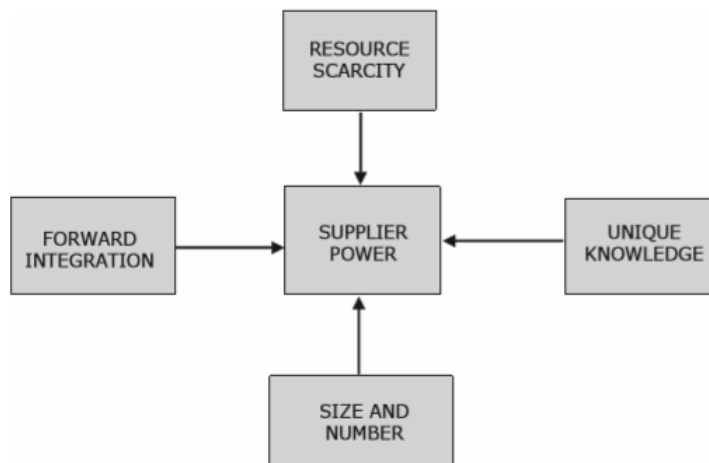 RESOURCE
SCARCITY
FORWARD
INTEGRATION
SUPPLIER
POWER
UNIQUE
KNOWLEDGE
SIZE AND
NUMBER